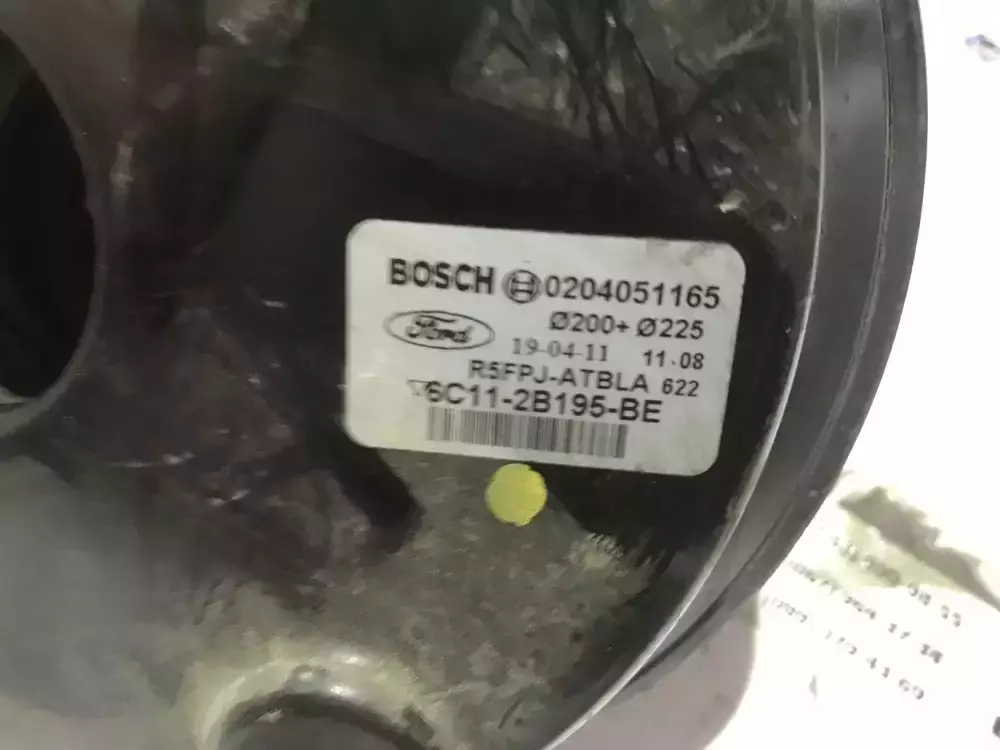 BOSCH 0204051165
Ø200+ Ø225
Ford
19-04-11 11·08
R5FPJ-ATBLA 622
6C11-2B195-BE